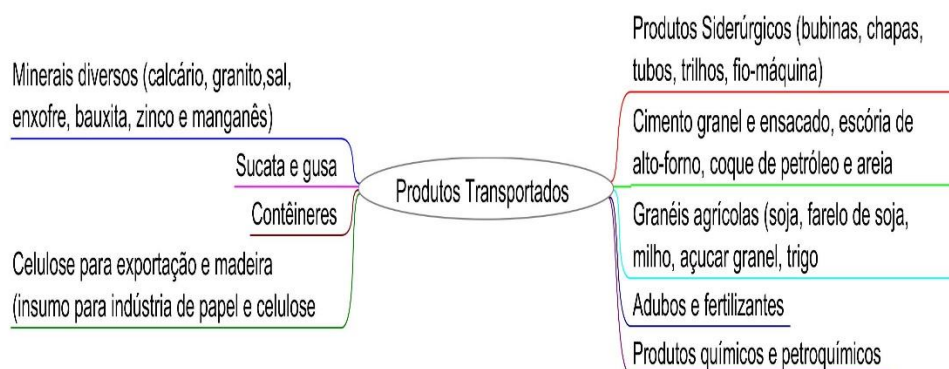 Produtos Transportados
Produtos Siderúrgicos (bubinas, chapas,
tubos, trilhos, fio-máquina)
Cimento granel e ensacado, escória de
alto-forno, coque de petróleo e areia
Granéis agrícolas (soja, farelo de soja,
milho, açucar granel, trigo
Adubos e fertilizantes
Produtos químicos e petroquímicos
Minerais diversos (calcário, granito,sal,
enxofre, bauxita, zinco e manganês)
Sucata e gusa
Contêineres
Celulose para exportação e madeira
(insumo para indústria de papel e celulose